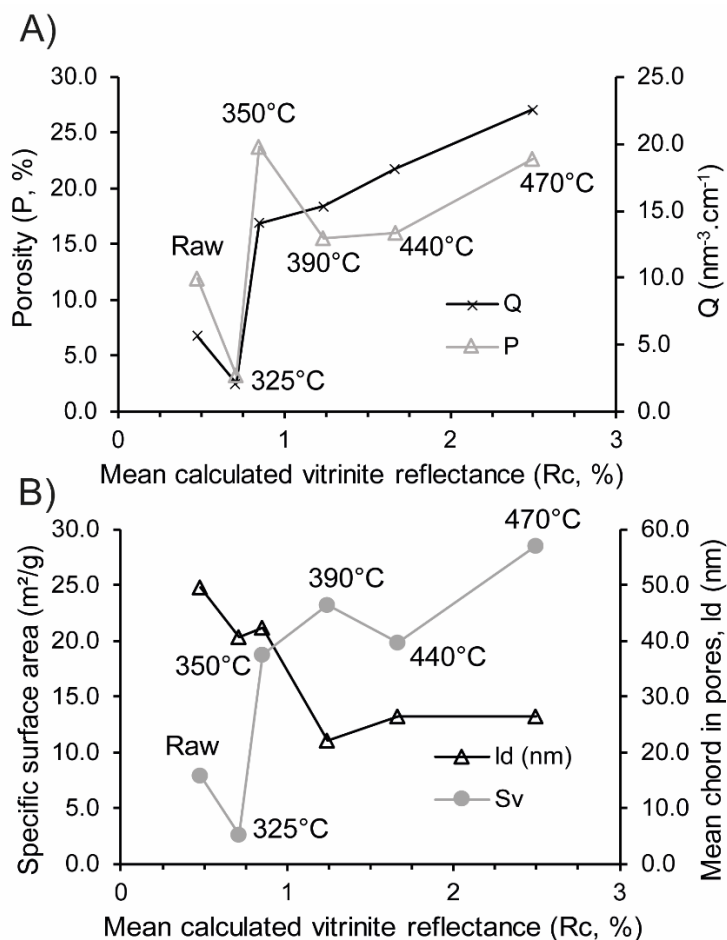 A)
Porosity (P, %)
30.0
25.0
20.0
15.0
10.0
5.0
0.0
350°C
Raw
325°C
390°C
440°C
470°C
Q
P
25.0
20.0
15.0
10.0
5.0
0.0
Q (nm-3.cm-1)
0 1 2 3
Mean calculated vitrinite reflectance (Rc, %)
B)
Specific surface area (m²/g)
30.0
25.0
20.0
15.0
10.0
5.0
0.0
470°C
390°C
350°C
440°C
Raw
325°C
ld (nm)
Sv
60.0
50.0
40.0
30.0
20.0
10.0
0.0
Mean chord in pores, ld (nm)
0 1 2 3
Mean calculated vitrinite reflectance (Rc, %)